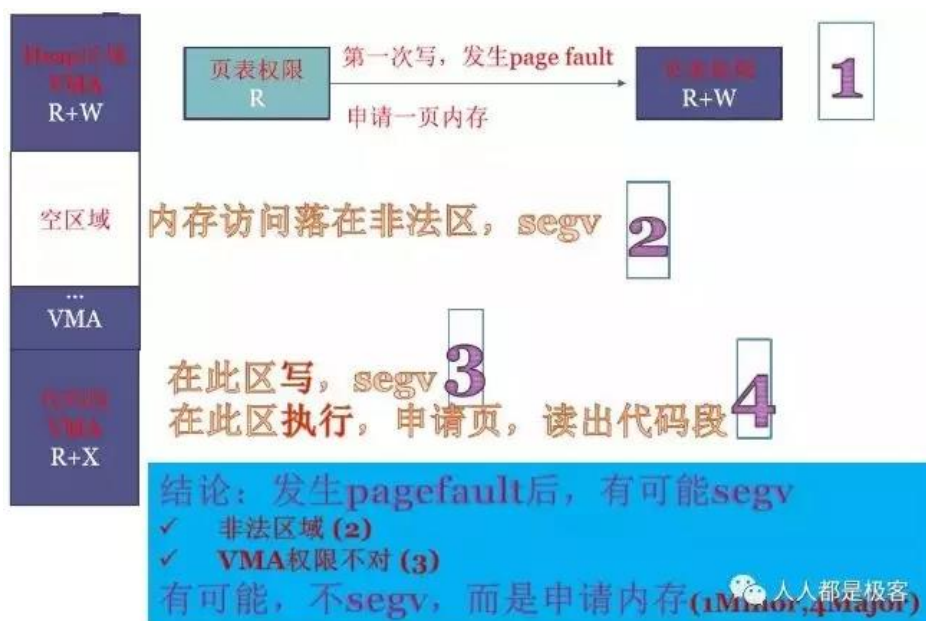 VMA
R+W
页表权限
R
第一次写，发生page fault
申请一页内存
R+W
1
空区域
内存访问落在非法区，segv
2
...
VMA
在此区写，segv
3
在此区执行，申请页，读出代码段
4
VMA
R+X
结论：发生pagefault后，有可能segv
✓ 非法区域 (2)
✓ VMA权限不对 (3)
有可能，不segv，而是申请内存(1Minor,4Major)
人人都是极客